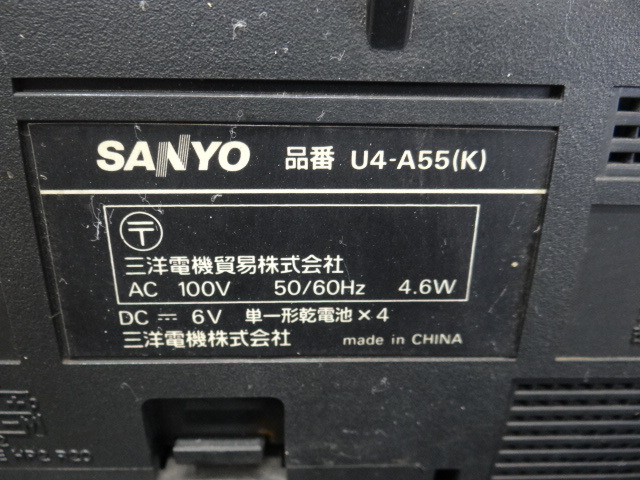 SANYO 品番 U4-A55(K)
〒
三洋電機貿易株式会社
AC 100V 50/60Hz 4.6W
DC ⎓ 6V 単一形乾電池×4
三洋電機株式会社 made in CHINA